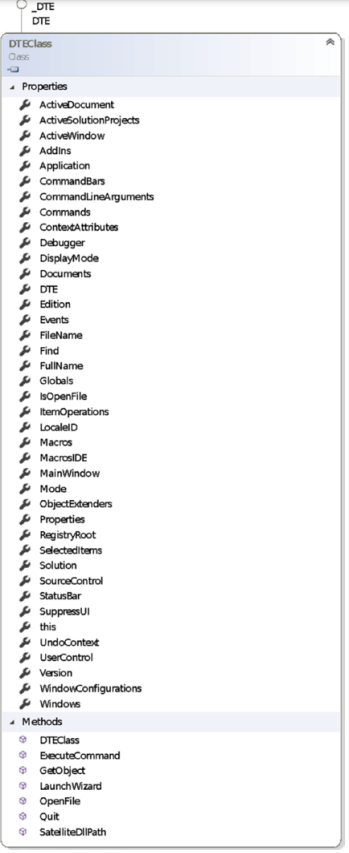 _DTE
DTE
DTEClass
Class
Properties
ActiveDocument
ActiveSolutionProjects
ActiveWindow
AddIns
Application
CommandBars
CommandLineArguments
Commands
ContextAttributes
Debugger
DisplayMode
Documents
DTE
Edition
Events
FileName
Find
FullName
Globals
IsOpenFile
ItemOperations
LocaleID
Macros
MacrosIDE
MainWindow
Mode
ObjectExtenders
Properties
RegistryRoot
SelectedItems
Solution
SourceControl
StatusBar
SuppressUI
this
UndoContext
UserControl
Version
WindowConfigurations
Windows
Methods
DTEClass
ExecuteCommand
GetObject
LaunchWizard
OpenFile
Quit
SatelliteDllPath